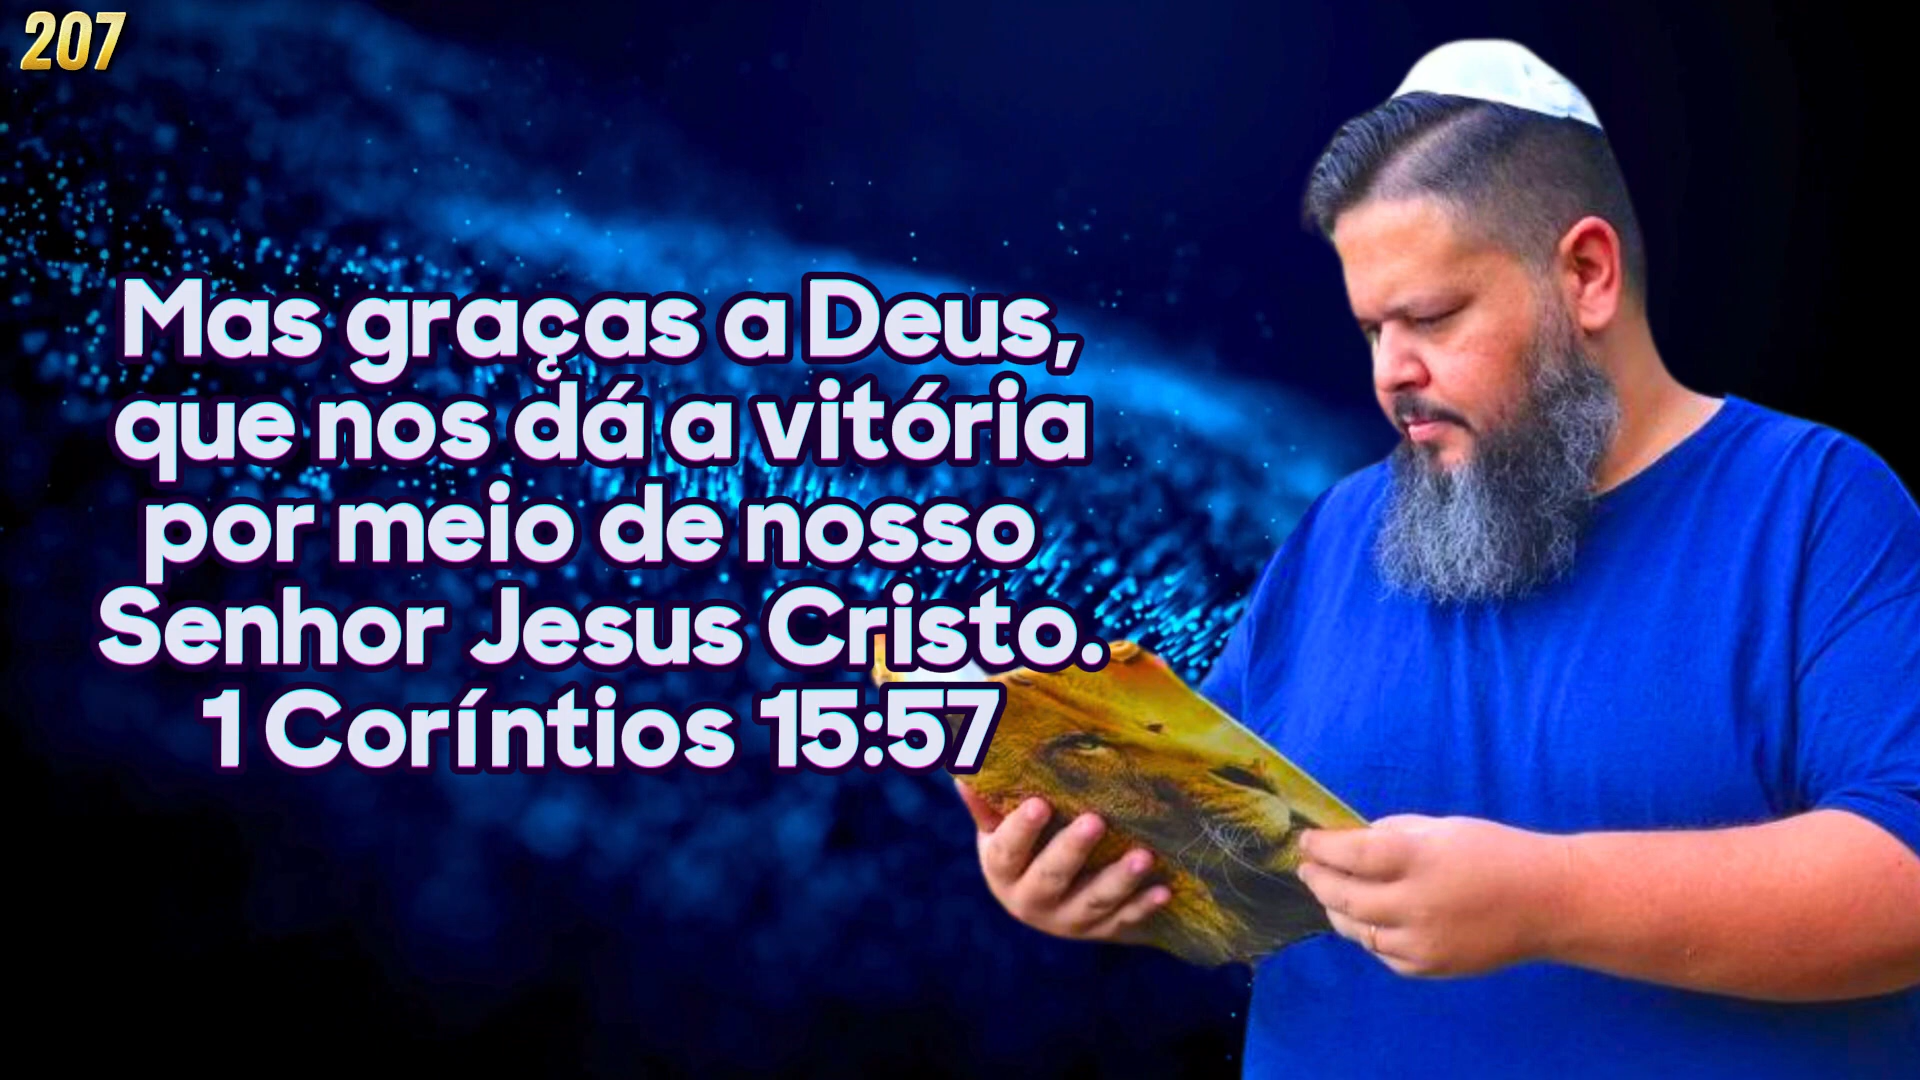 207
Mas graças a Deus,
que nos dá a vitória
por meio de nosso
Senhor Jesus Cristo.
1 Coríntios 15:57